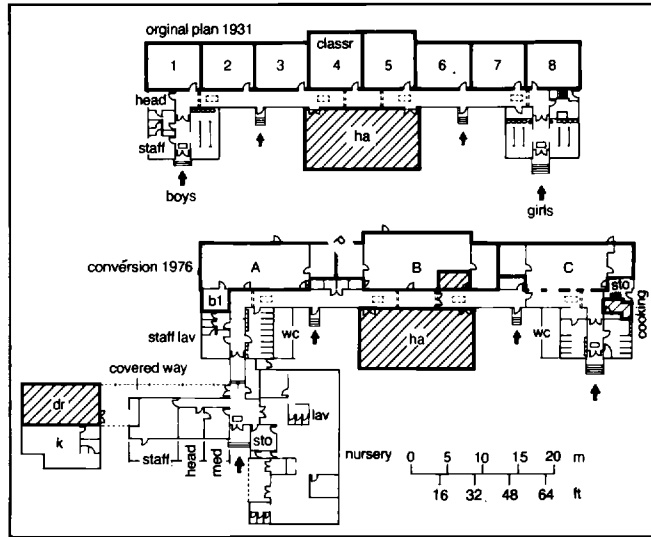 orginal plan 1931
classr
1 2 3 4 5 6 7 8
head
staff
ha
boys
girls
conversion 1976
A B C
b1
sto
cooking
staff lav
wc
ha
wc
covered way
dr
k
lav
sto
staff
head
med
nursery
0 5 10 15 20 m
16 32 48 64 ft